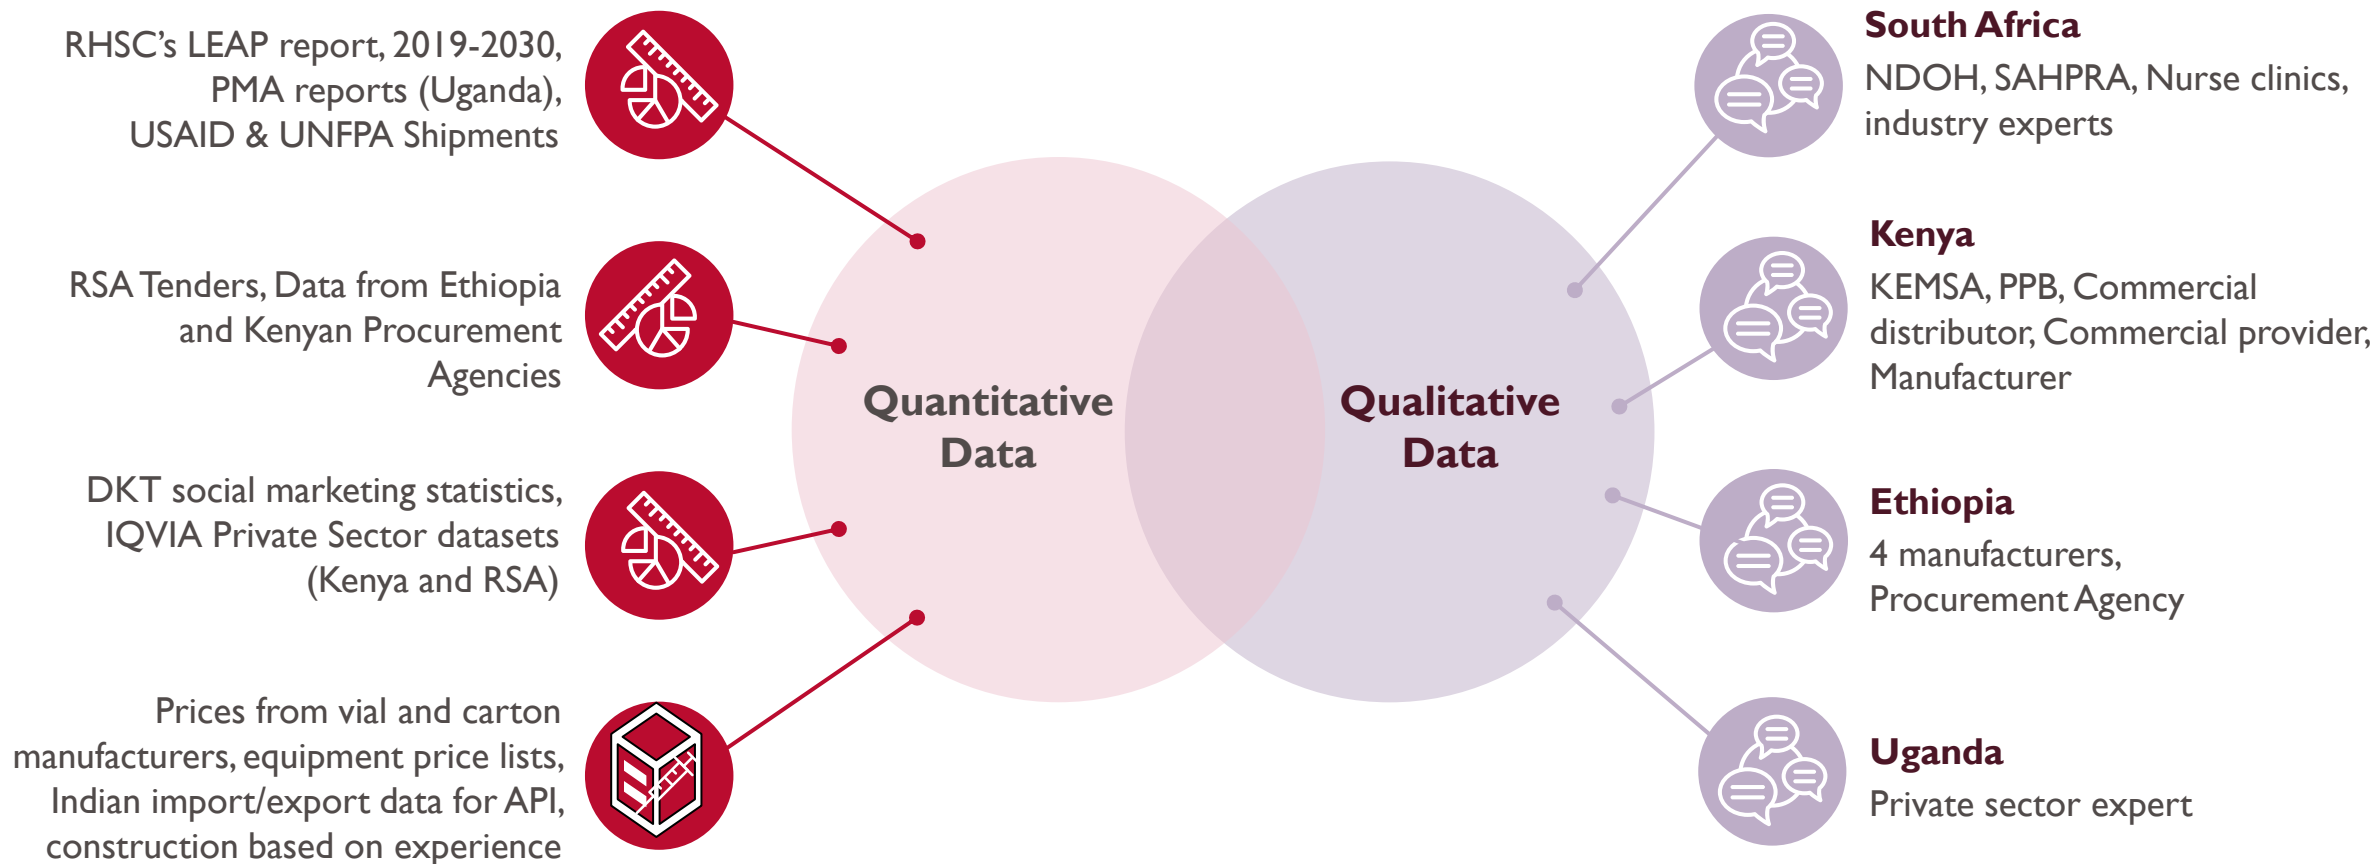 RHSC's LEAP report, 2019-2030,
PMA reports (Uganda),
USAID & UNFPA Shipments
RSA Tenders, Data from Ethiopia
and Kenyan Procurement
Agencies
DKT social marketing statistics,
IQVIA Private Sector datasets
(Kenya and RSA)
Prices from vial and carton
manufacturers, equipment price lists,
Indian import/export data for API,
construction based on experience
Quantitative
Data
Qualitative
Data
South Africa
NDOH, SAHPRA, Nurse clinics,
industry experts
Kenya
KEMSA, PPB, Commercial
distributor, Commercial provider,
Manufacturer
Ethiopia
4 manufacturers,
Procurement Agency
Uganda
Private sector expert